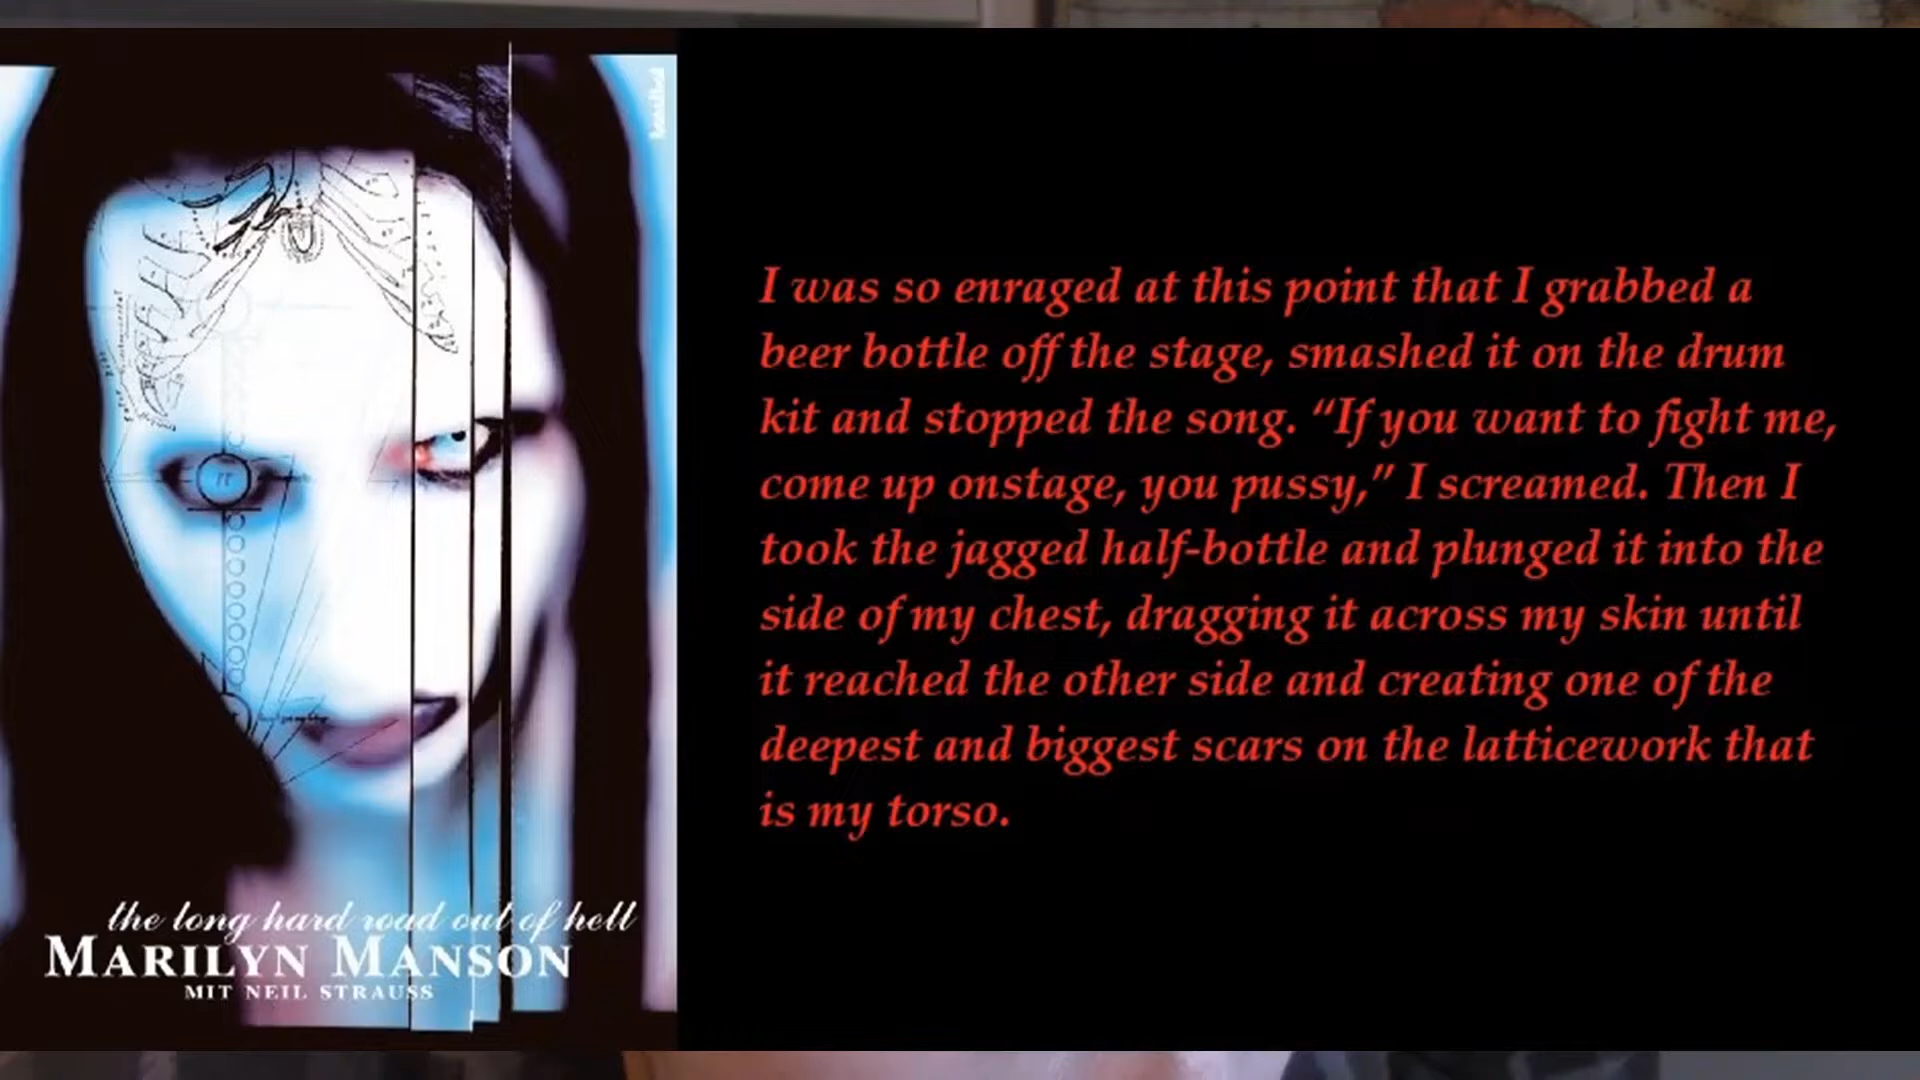 the long hard road out of hell
MARILYN MANSON
MIT NEIL STRAUSS
I was so enraged at this point that I grabbed a
beer bottle off the stage, smashed it on the drum
kit and stopped the song. “If you want to fight me,
come up onstage, you pussy,” I screamed. Then I
took the jagged half-bottle and plunged it into the
side of my chest, dragging it across my skin until
it reached the other side and creating one of the
deepest and biggest scars on the latticework that
is my torso.